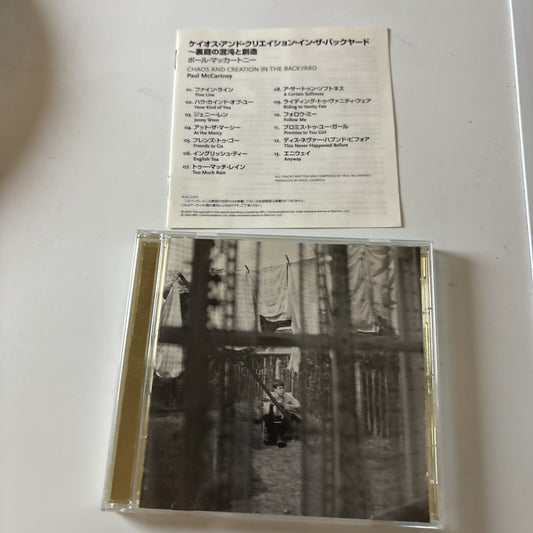 ケイオス・アンド・クリエイション・イン・ザ・バックヤード
〜裏庭の混沌と創造
ポール・マッカートニー
CHAOS AND CREATION IN THE BACKYARD
Paul McCartney
01. ファイン・ライン
Fine Line
02. ハウ・カインド・オブ・ユー
How Kind of You
03. ジェニー・レン
Jenny Wren
04. アット・ザ・マーシー
At the Mercy
05. フレンズ・トゥ・ゴー
Friends to Go
06. イングリッシュ・ティー
English Tea
07. トゥー・マッチ・レイン
Too Much Rain
08. ア・サートゥン・ソフトネス
A Certain Softness
09. ライディング・トゥ・ヴァニティ・フェア
Riding to Vanity Fair
10. フォロウ・ミー
Follow Me
11. プロミス・トゥ・ユー・ガール
Promise to You Girl
12. ディス・ネヴァー・ハプンド・ビフォア
This Never Happened Before
13. エニウェイ
Anyway
ALL TRACKS WRITTEN AND COMPOSED BY PAUL McCARTNEY
PRODUCED BY NIGEL GODRICH